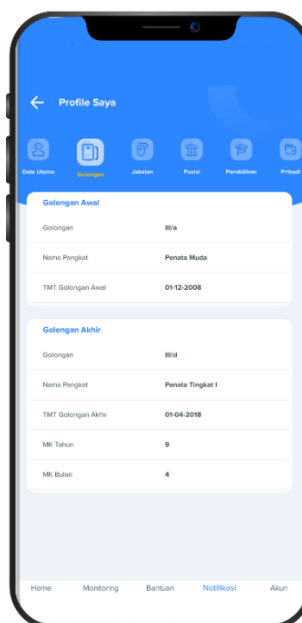 Profile Saya
Data Utama Golongan Jabatan Posisi Pendidikan Pribadi
Golongan Awal
Golongan III/a
Nama Pangkat Penata Muda
TMT Golongan Awal 01-12-2008
Golongan Akhir
Golongan III/d
Nama Pangkat Penata Tingkat I
TMT Golongan Akhir 01-04-2018
MK Tahun 9
MK Bulan 4
Home Monitoring Bantuan Notifikasi Akun